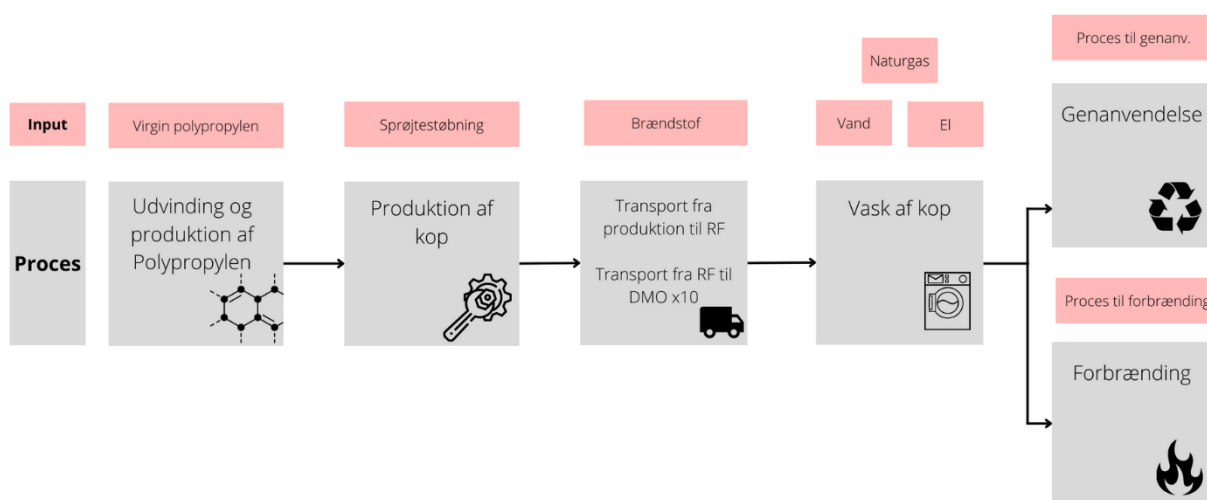 Proces til genanv.
Naturgas
Input
Virgin polypropylen
Sprøjtestøbning
Brændstof
Vand
El
Genanvendelse
Proces
Udvinding og
produktion af
Polypropylen
Produktion af
kop
Transport fra
produktion til RF
Transport fra RF til
DMO x10
Vask af kop
Proces til forbrænding
Forbrænding